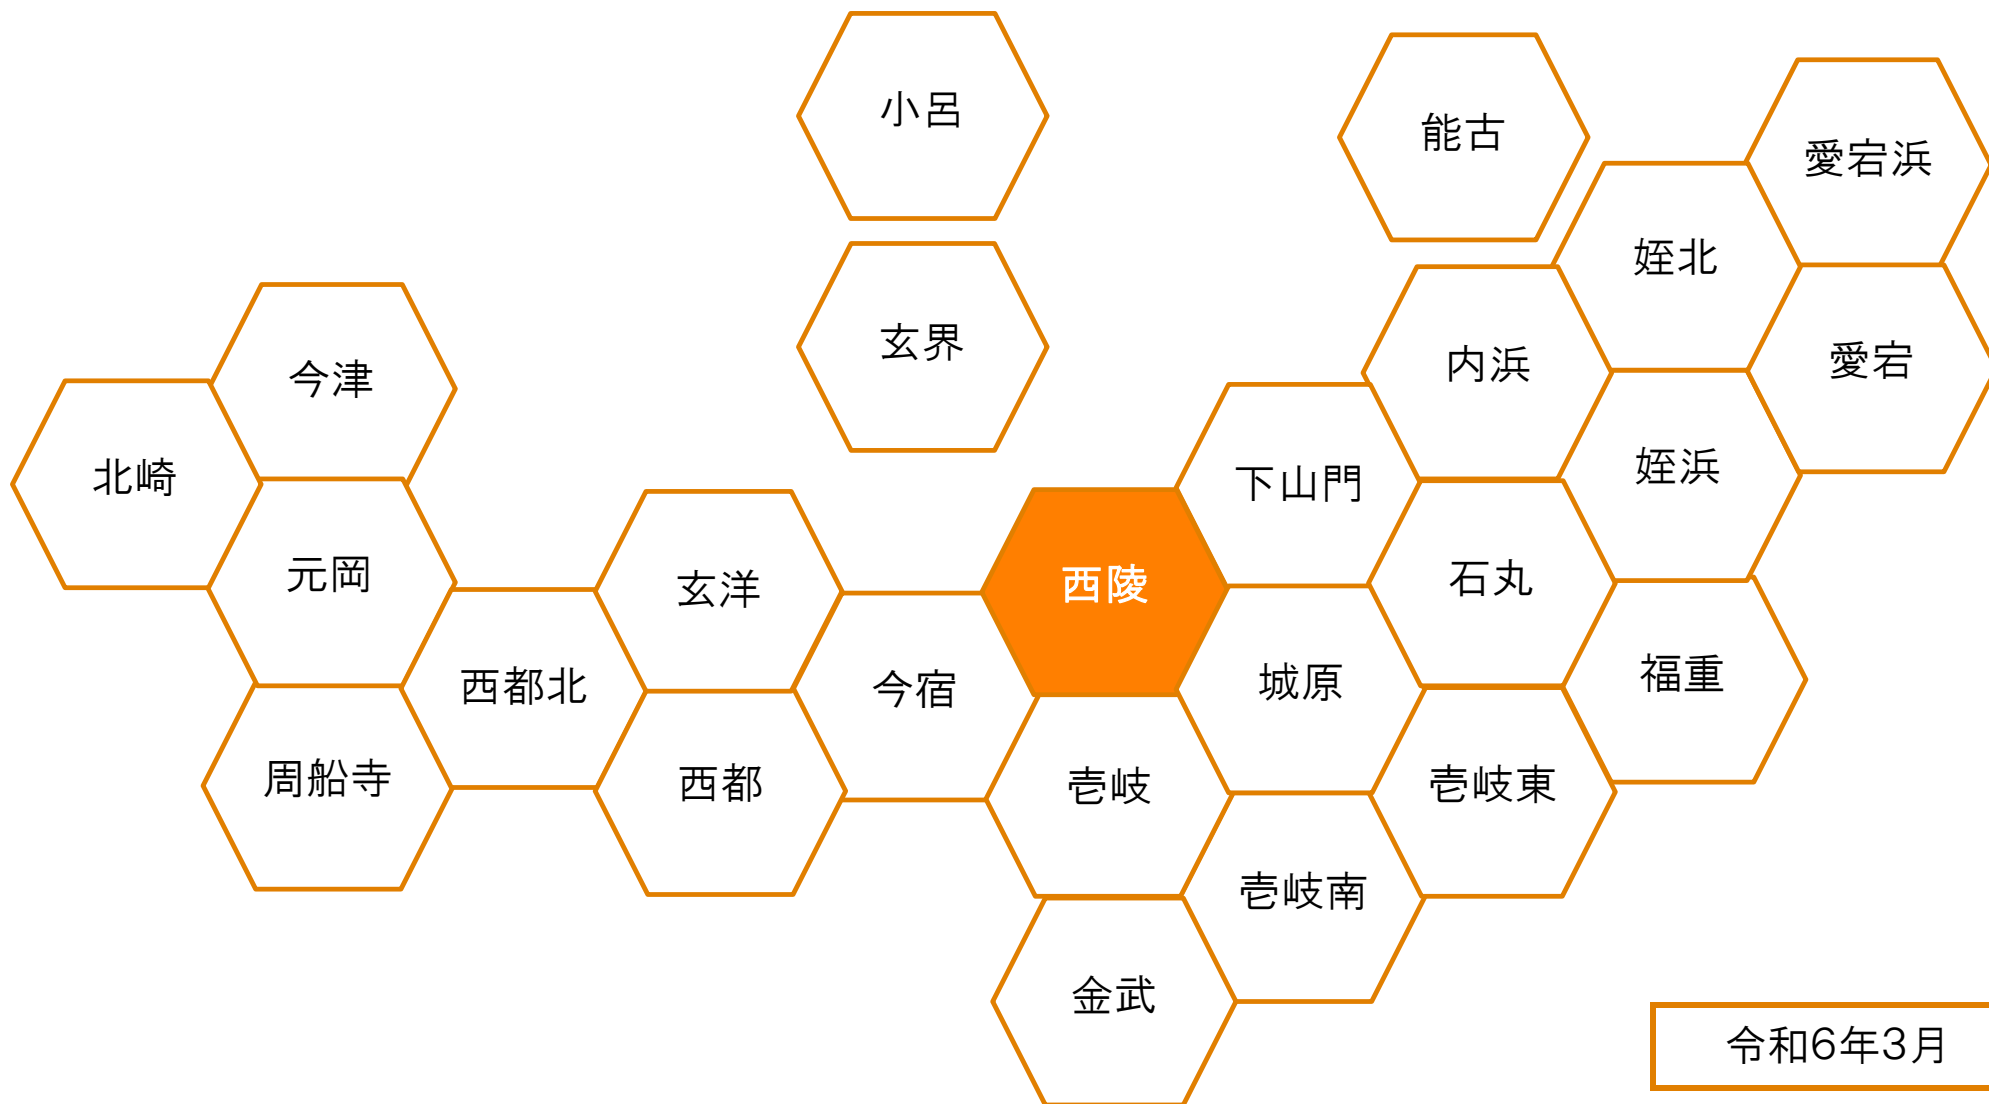 小呂
能古
愛宕浜
姪北
玄界
内浜
愛宕
今津
姪浜
北崎
下山門
元岡
玄洋
西陵
石丸
西都北
今宿
城原
福重
周船寺
西都
壱岐
壱岐東
壱岐南
金武
令和6年3月